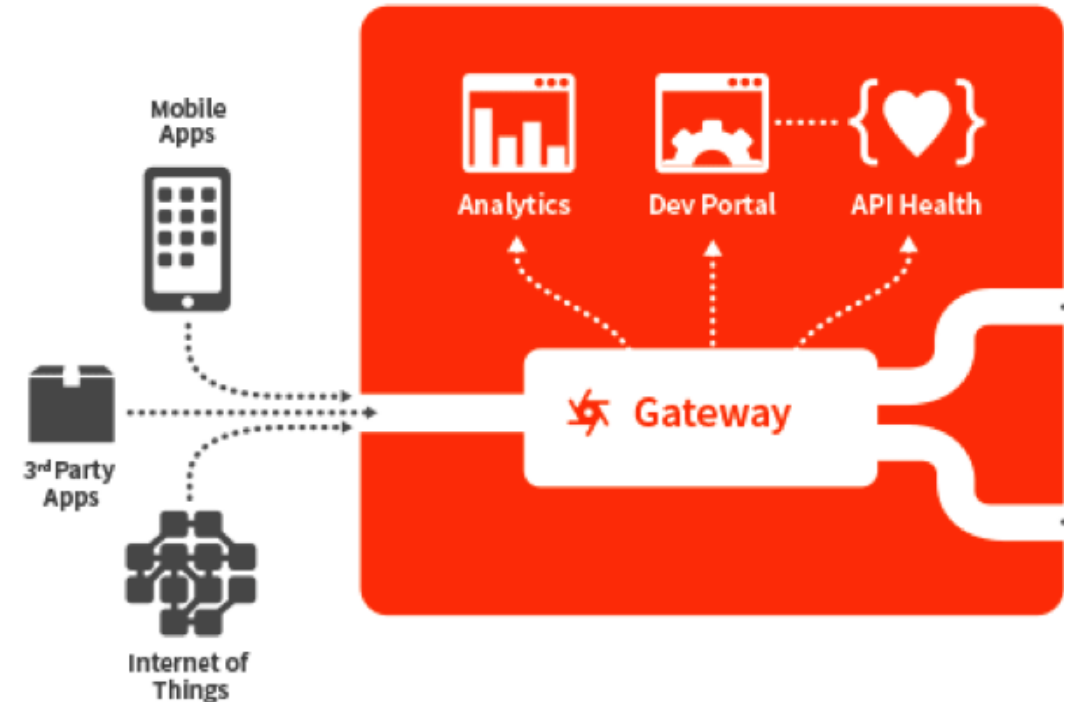 Mobile
Apps
Analytics
Dev Portal
API Health
3rd Party
Apps
Gateway
Internet of
Things